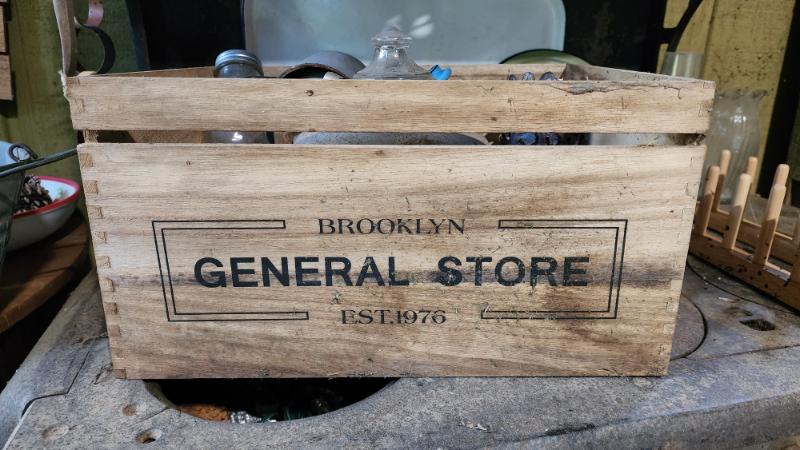 BROOKLYN
GENERAL STORE
EST.1976